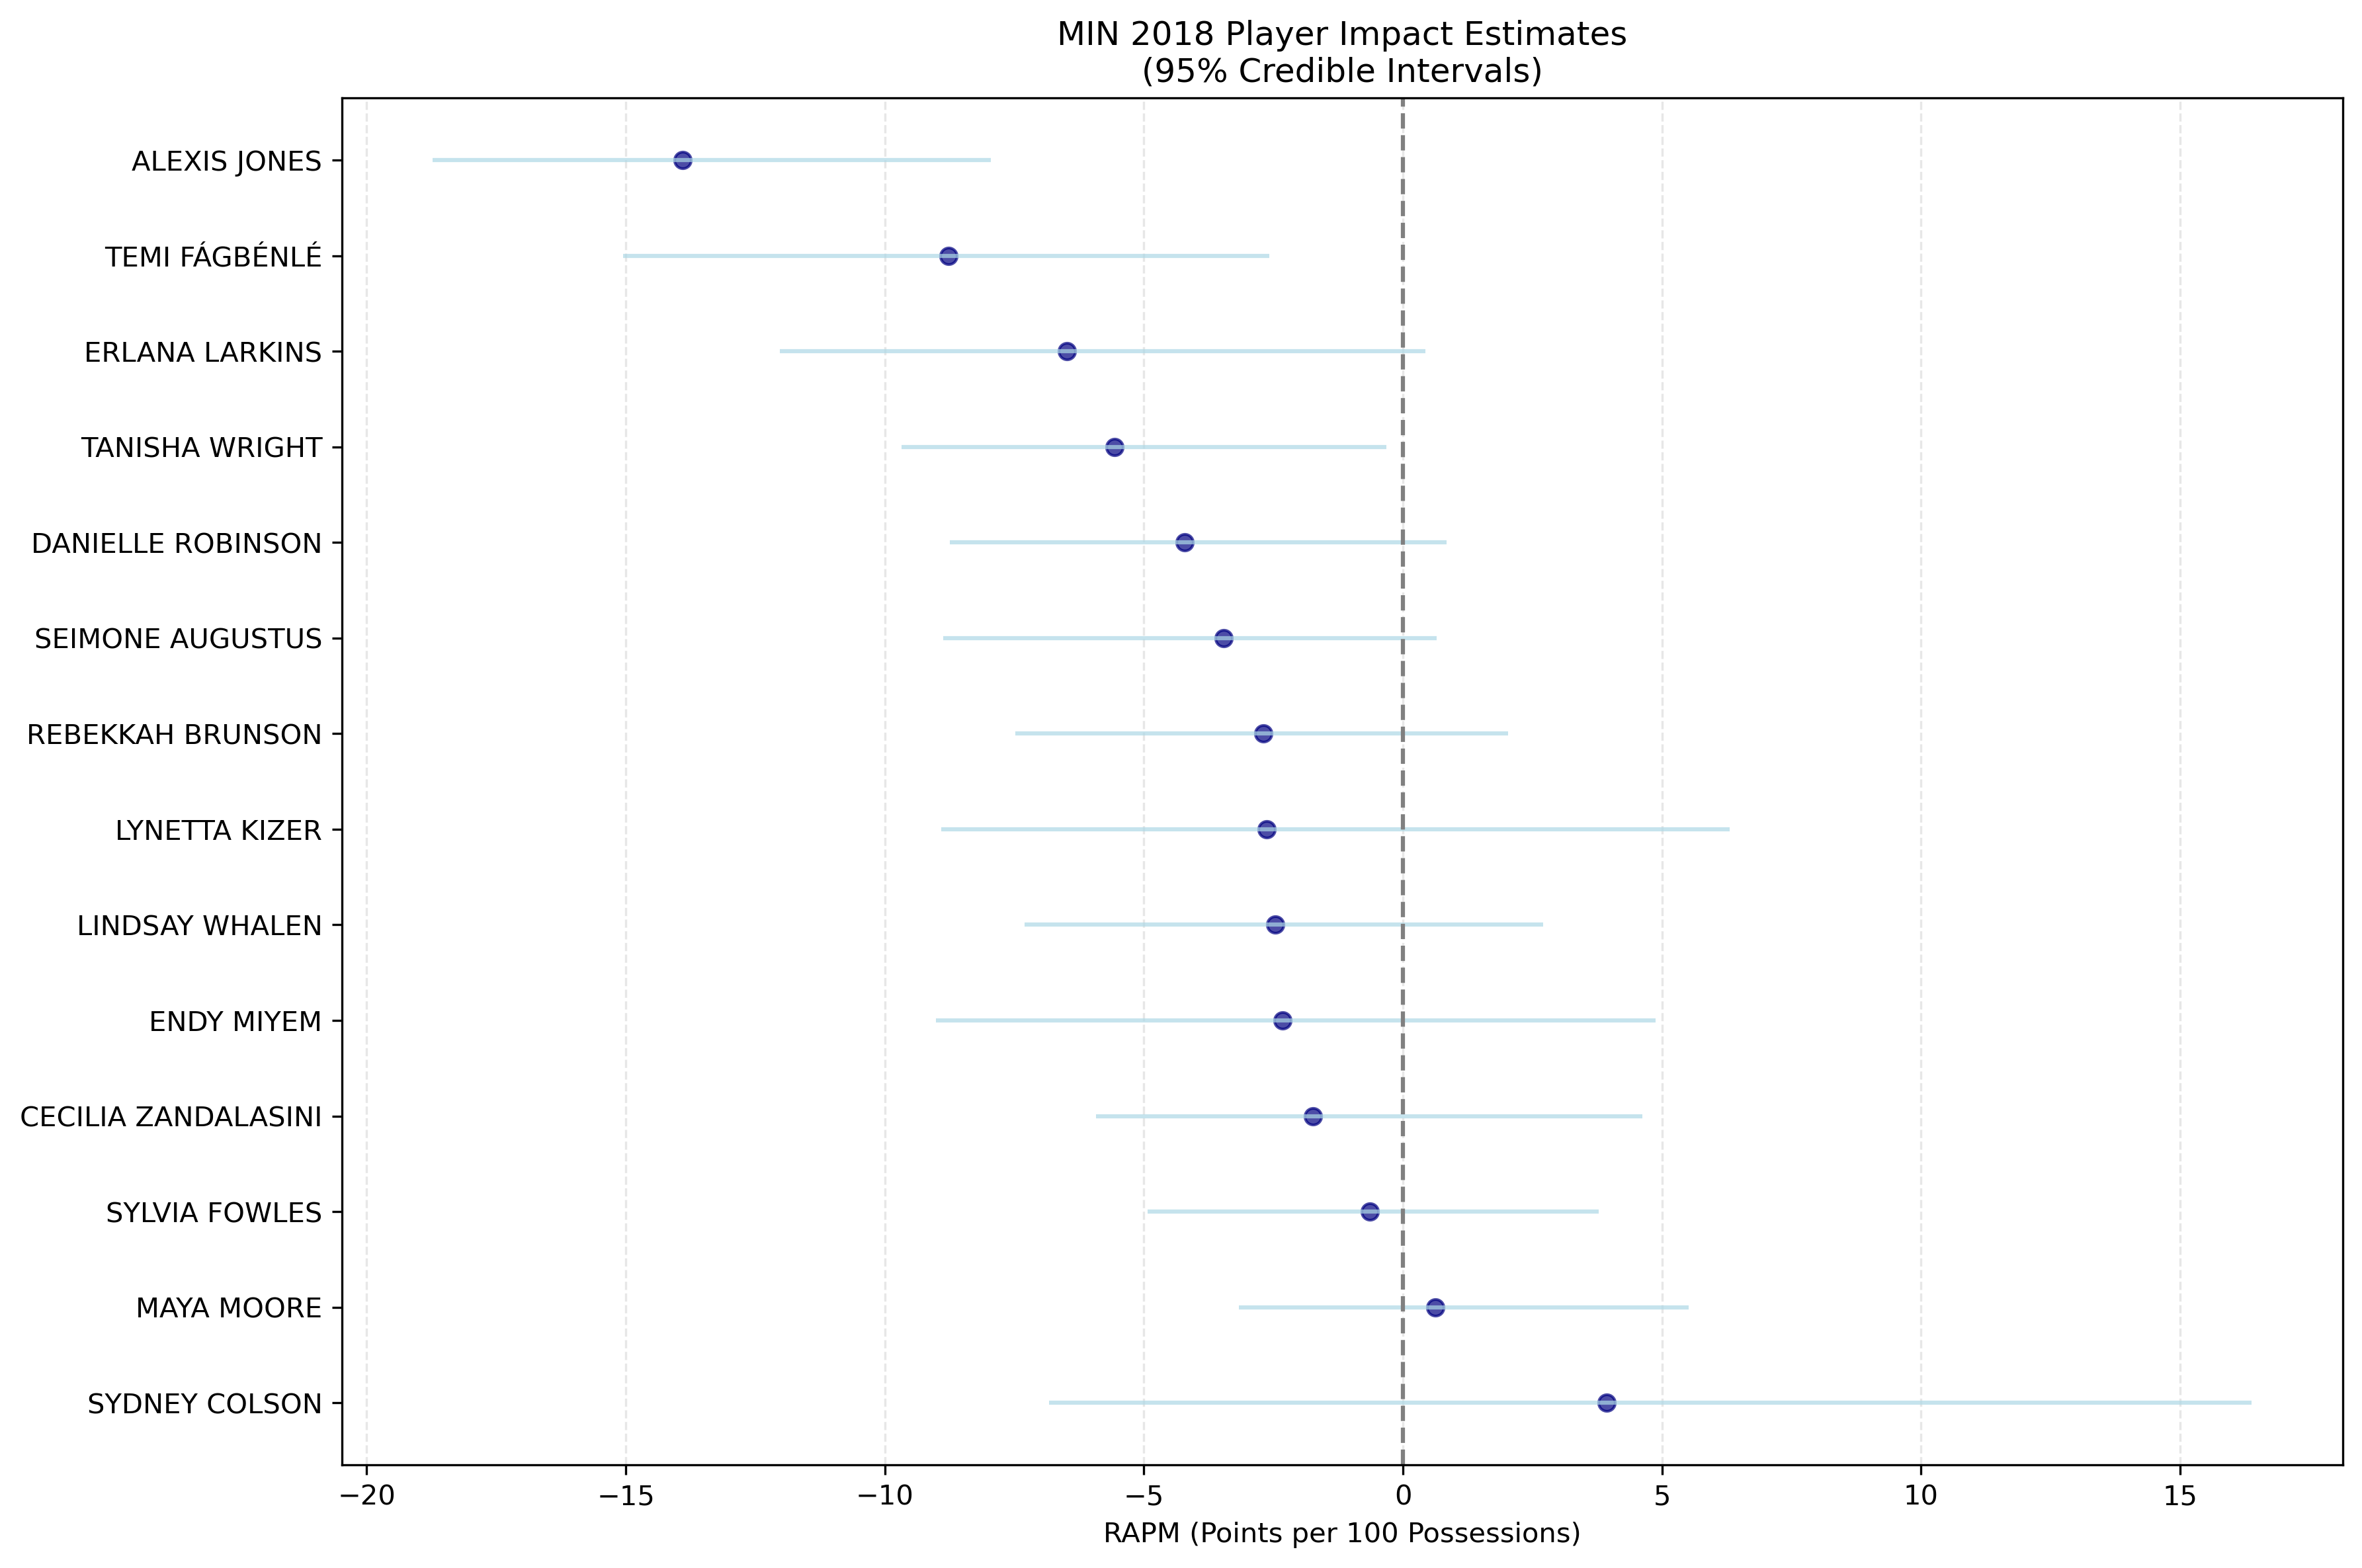 MIN 2018 Player Impact Estimates
(95% Credible Intervals)
ALEXIS JONES
TEMI FÁGBÉNLÉ
ERLANA LARKINS
TANISHA WRIGHT
DANIELLE ROBINSON
SEIMONE AUGUSTUS
REBEKKAH BRUNSON
LYNETTA KIZER
LINDSAY WHALEN
ENDY MIYEM
CECILIA ZANDALASINI
SYLVIA FOWLES
MAYA MOORE
SYDNEY COLSON
−20 −15 −10 −5 0 5 10 15
RAPM (Points per 100 Possessions)